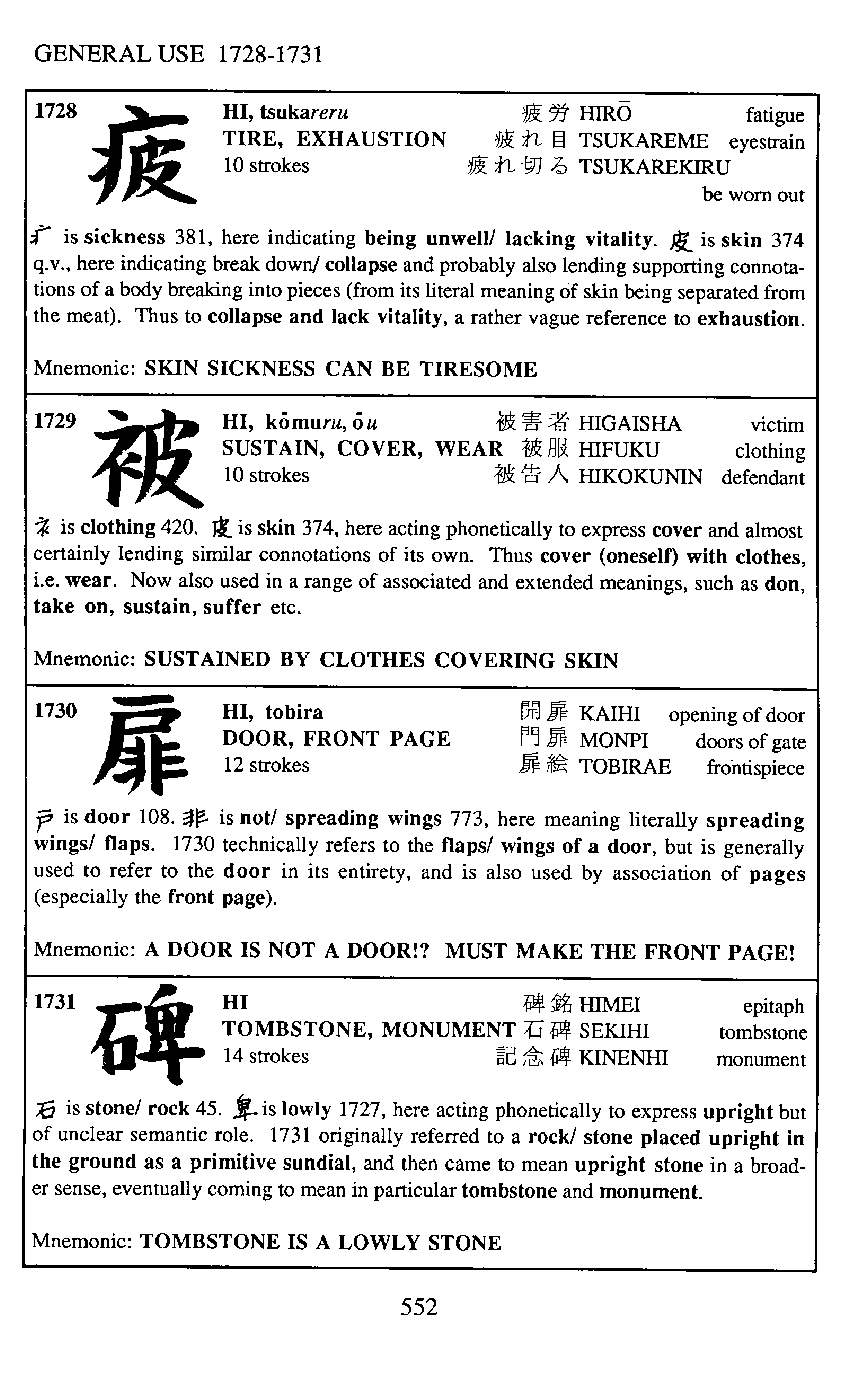 GENERAL USE 1728-1731
1728 疲 HI, tsukareru 疲労 HIRŌ fatigue
TIRE, EXHAUSTION 疲れ目 TSUKAREME eyestrain
10 strokes 疲れ切る TSUKAREKIRU
be worn out
疒 is sickness 381, here indicating being unwell/ lacking vitality. 皮 is skin 374
q.v., here indicating break down/ collapse and probably also lending supporting connota-
tions of a body breaking into pieces (from its literal meaning of skin being separated from
the meat). Thus to collapse and lack vitality, a rather vague reference to exhaustion.
Mnemonic: SKIN SICKNESS CAN BE TIRESOME
1729 被 HI, kōmuru, ōu 被害者 HIGAISHA victim
SUSTAIN, COVER, WEAR 被服 HIFUKU clothing
10 strokes 被告人 HIKOKUNIN defendant
衤 is clothing 420. 皮 is skin 374, here acting phonetically to express cover and almost
certainly lending similar connotations of its own. Thus cover (oneself) with clothes,
i.e. wear. Now also used in a range of associated and extended meanings, such as don,
take on, sustain, suffer etc.
Mnemonic: SUSTAINED BY CLOTHES COVERING SKIN
1730 扉 HI, tobira 開扉 KAIHI opening of door
DOOR, FRONT PAGE 門扉 MONPI doors of gate
12 strokes 扉絵 TOBIRAE frontispiece
戸 is door 108. 非 is not/ spreading wings 773, here meaning literally spreading
wings/ flaps. 1730 technically refers to the flaps/ wings of a door, but is generally
used to refer to the door in its entirety, and is also used by association of pages
(especially the front page).
Mnemonic: A DOOR IS NOT A DOOR!? MUST MAKE THE FRONT PAGE!
1731 碑 HI 碑銘 HIMEI epitaph
TOMBSTONE, MONUMENT 石碑 SEKIHI tombstone
14 strokes 記念碑 KINENHI monument
石 is stone/ rock 45. 卑 is lowly 1727, here acting phonetically to express upright but
of unclear semantic role. 1731 originally referred to a rock/ stone placed upright in
the ground as a primitive sundial, and then came to mean upright stone in a broad-
er sense, eventually coming to mean in particular tombstone and monument.
Mnemonic: TOMBSTONE IS A LOWLY STONE
552